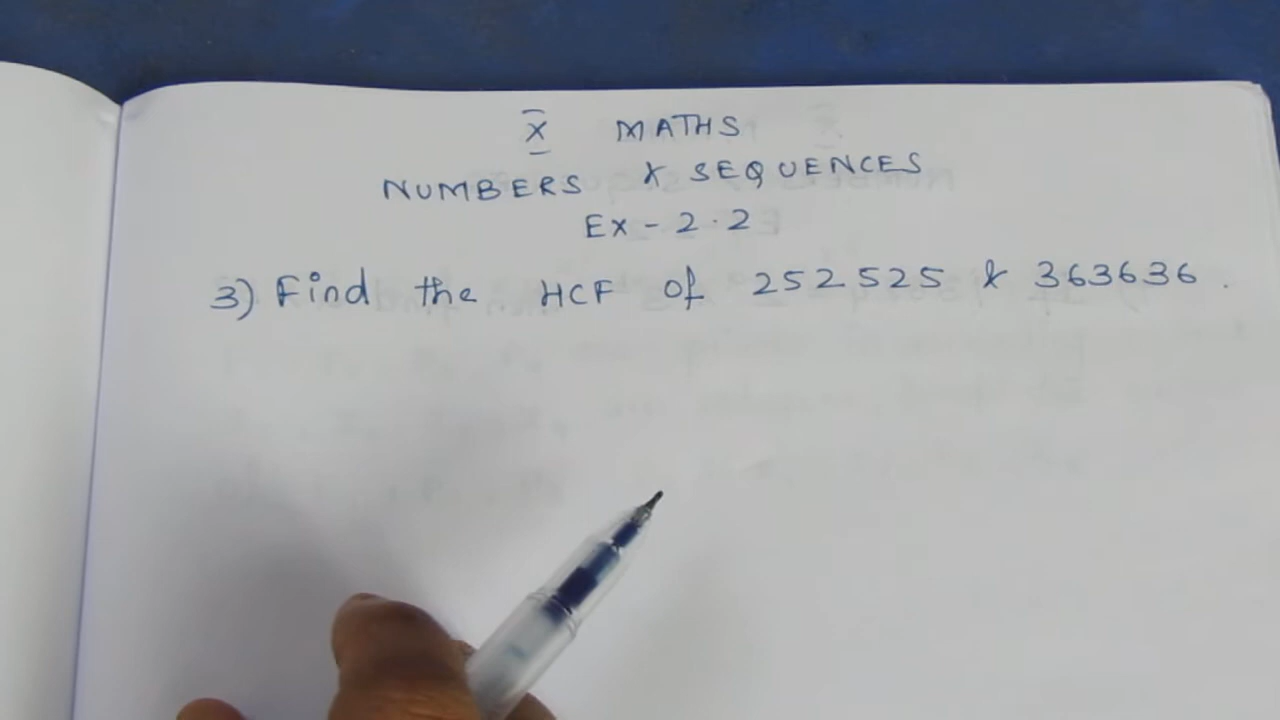 X MATHS
NUMBERS & SEQUENCES
Ex - 2.2
3) Find the HCF of 252525 & 363636.